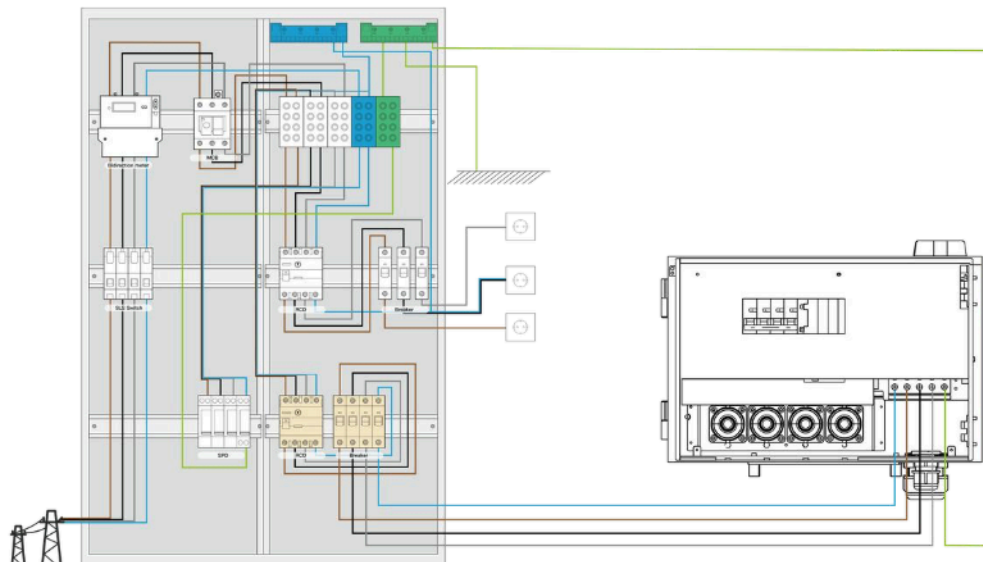 Bidirection meter
MCB
SLS Switch
RCD
Breaker
SPD
RCD
Breaker